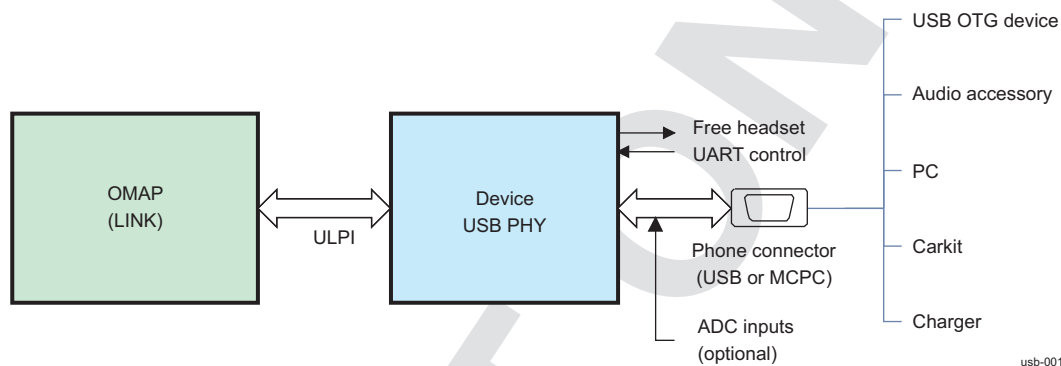 USB OTG device
Audio accessory
PC
Carkit
Charger
Free headset
UART control
OMAP
(LINK)
ULPI
Device
USB PHY
Phone connector
(USB or MCPC)
ADC inputs
(optional)
usb-001